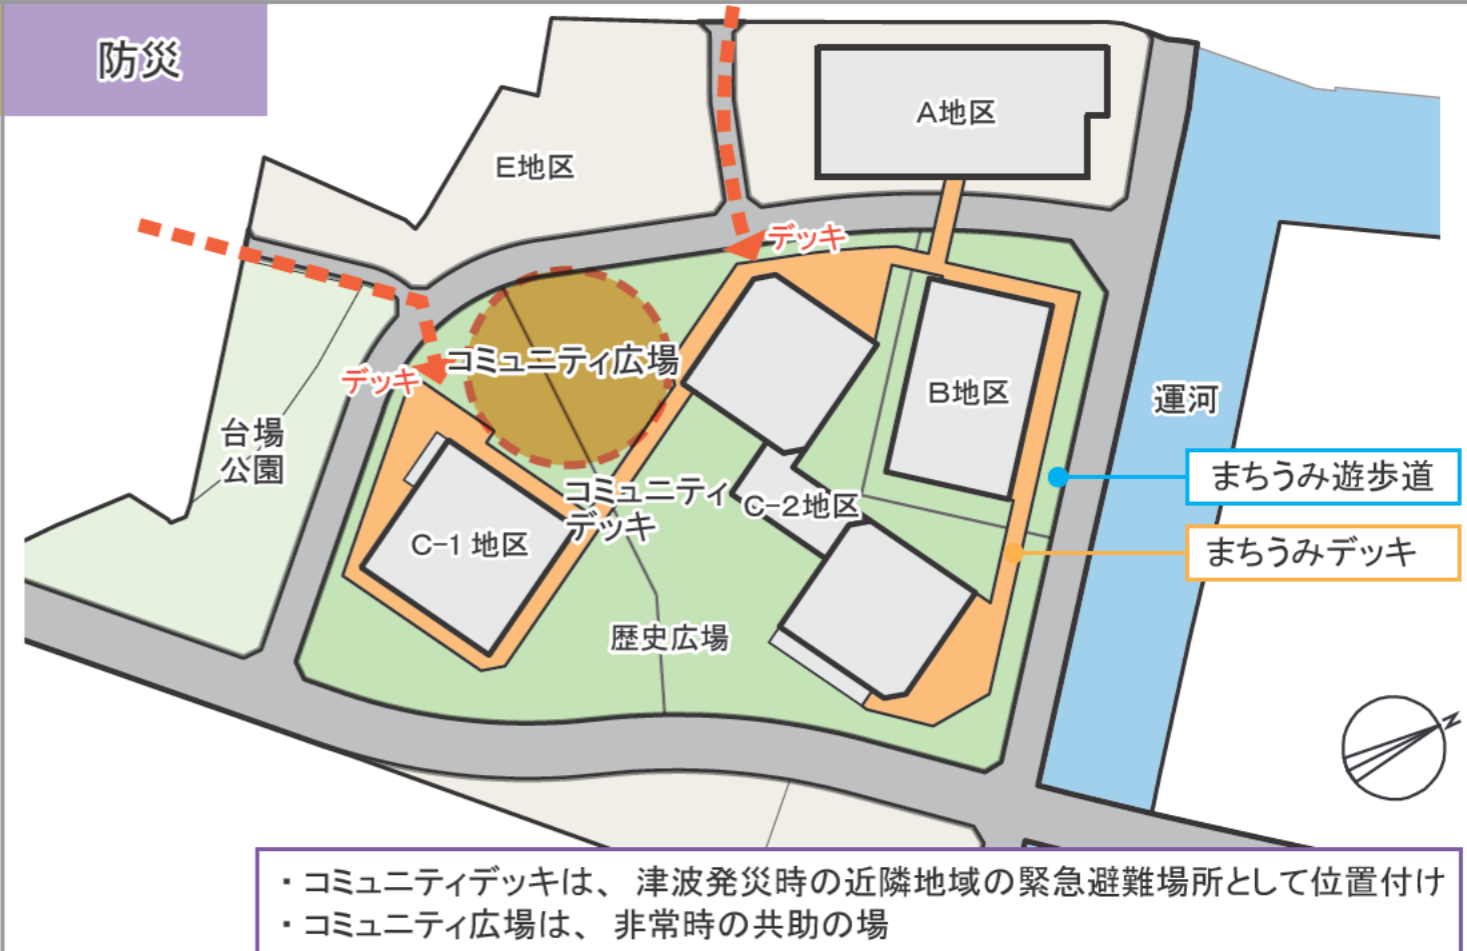 防災
A地区
E地区
デッキ
コミュニティ広場
デッキ
B地区
運河
台場
公園
まちうみ遊歩道
コミュニティ
デッキ
C-2地区
C-1地区
まちうみデッキ
歴史広場
N
・コミュニティデッキは、津波発災時の近隣地域の緊急避難場所として位置付け
・コミュニティ広場は、非常時の共助の場